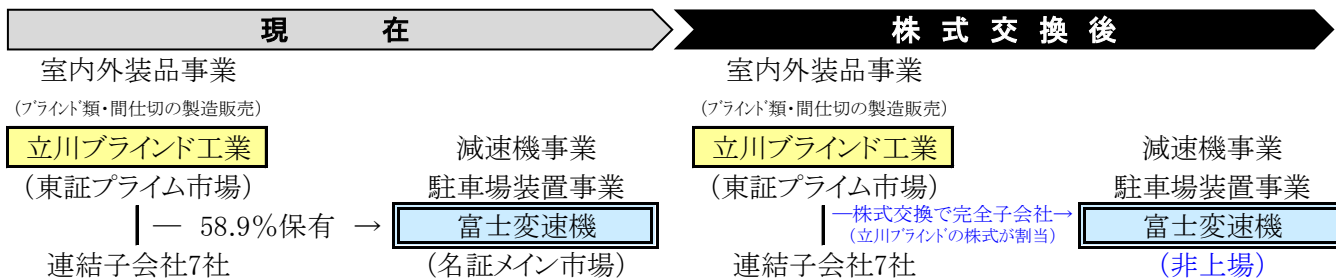 現在
室内外装品事業
(ブラインド類・間仕切の製造販売)
立川ブラインド工業
(東証プライム市場)
減速機事業
駐車場装置事業
― 58.9%保有 →
富士変速機
連結子会社7社
(名証メイン市場)
株式交換後
室内外装品事業
(ブラインド類・間仕切の製造販売)
立川ブラインド工業
(東証プライム市場)
減速機事業
駐車場装置事業
―株式交換で完全子会社→
(立川ブラインドの株式が割当)
富士変速機
連結子会社7社
(非上場)